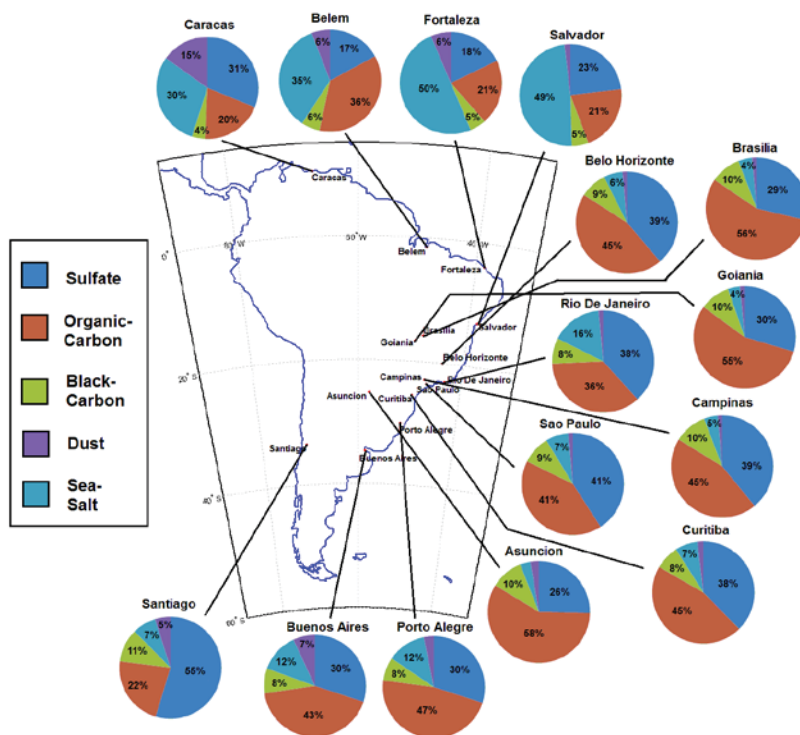 Caracas
15%
31%
30%
20%
4%
Belem
6%
17%
35%
36%
6%
Fortaleza
6%
18%
50%
21%
5%
Salvador
23%
49%
21%
5%
Belo Horizonte
6%
9%
39%
45%
Brasilia
4%
10%
29%
56%
Goiania
4%
10%
30%
55%
Rio De Janeiro
16%
38%
8%
36%
Campinas
5%
10%
39%
45%
Sao Paulo
7%
9%
41%
41%
Curitiba
7%
8%
38%
45%
Asuncion
10%
26%
58%
Santiago
5%
7%
11%
55%
22%
Buenos Aires
7%
12%
30%
8%
43%
Porto Alegre
12%
30%
8%
47%
Sulfate
Organic-
Carbon
Black-
Carbon
Dust
Sea-
Salt
Caracas
Belem
Fortaleza
Brasilia
Salvador
Goiania
Belo Horizonte
Campinas
Rio De Janeiro
Sao Paulo
Asuncion
Curitiba
Porto Alegre
Santiago
Buenos Aires
0°
20° S
40° S
60° S
60° W
40° W